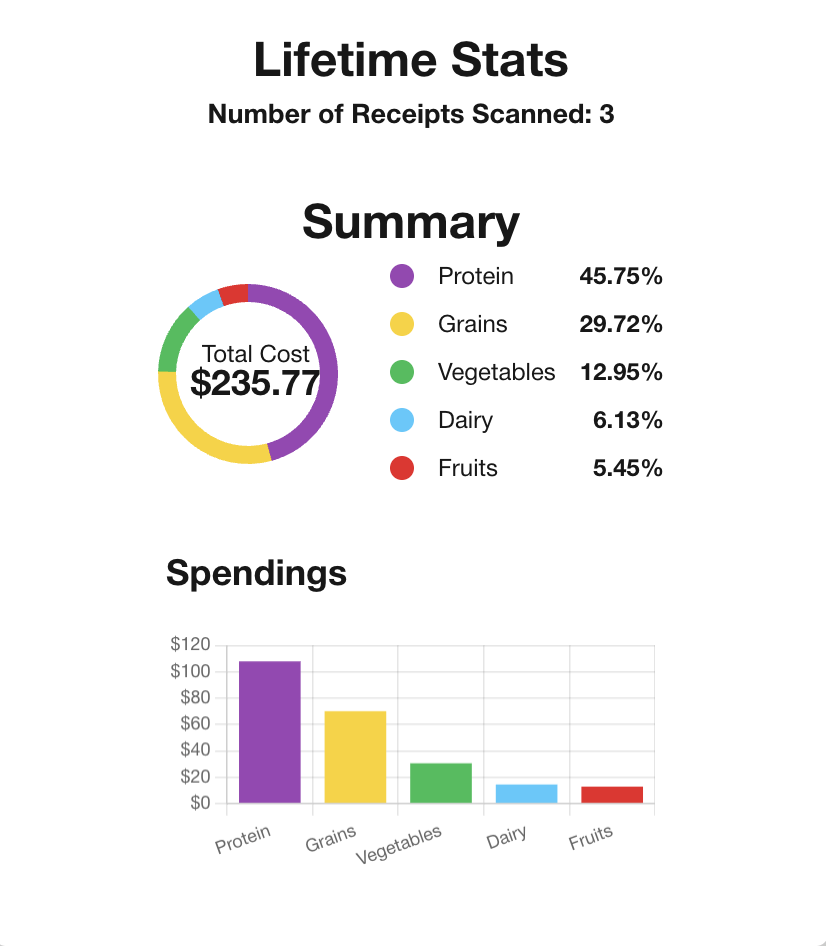 Lifetime Stats
Number of Receipts Scanned: 3
Summary
Total Cost
$235.77
Protein 45.75%
Grains 29.72%
Vegetables 12.95%
Dairy 6.13%
Fruits 5.45%
Spendings
$120
$100
$80
$60
$40
$20
$0
Protein Grains Vegetables Dairy Fruits